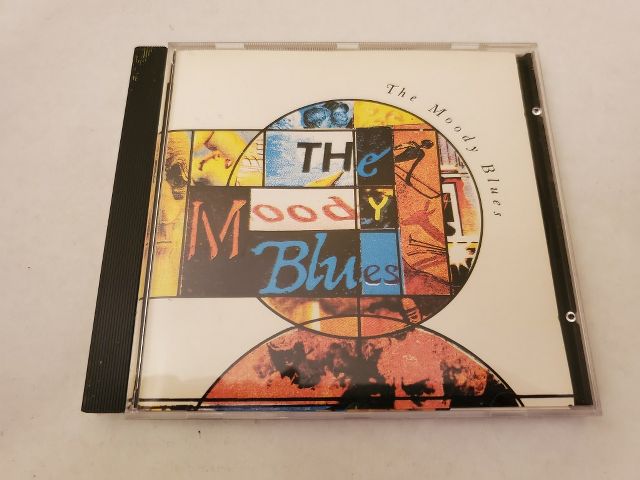 The Moody Blues
THe
MooDY
Blues